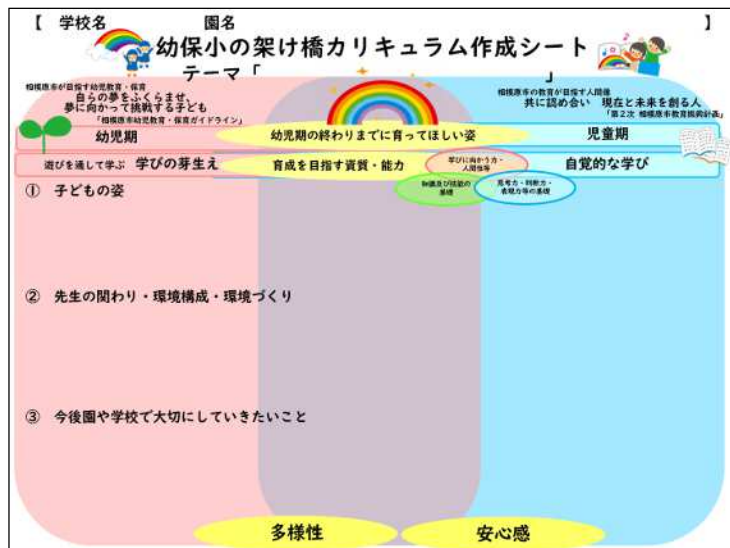 【 学校名 園名 】
幼保小の架け橋カリキュラム作成シート
テーマ「 」
相模原市が目指す幼児教育・保育
自らの夢をふくらませ、
夢に向かって挑戦する子ども
「相模原市幼児教育・保育ガイドライン」
相模原市の教育が目指す人間像
共に認め合い 現在と未来を創る人
「第2次 相模原市教育振興計画」
幼児期 幼児期の終わりまでに育ってほしい姿 児童期
遊びを通して学ぶ 学びの芽生え 育成を目指す資質・能力 学びに向かう力・
人間性等 自覚的な学び
知識及び技能の
基礎
思考力・判断力・
表現力等の基礎
① 子どもの姿
② 先生の関わり・環境構成・環境づくり
③ 今後園や学校で大切にしていきたいこと
多様性 安心感